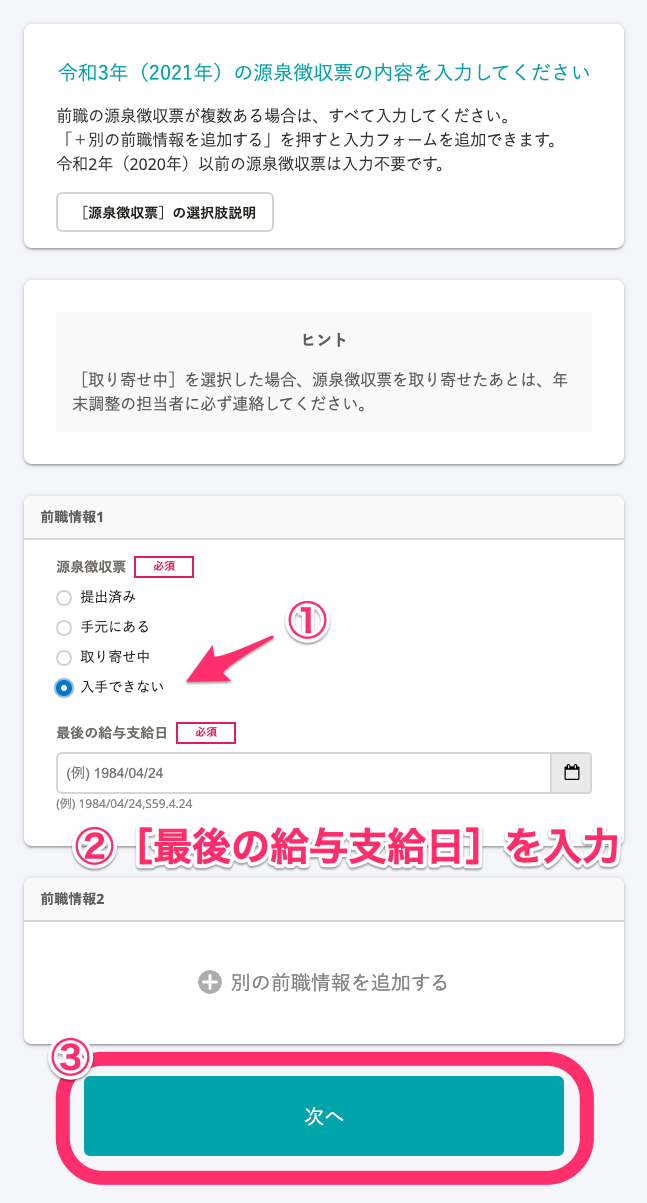 令和3年（2021年）の源泉徴収票の内容を入力してください
前職の源泉徴収票が複数ある場合は、すべて入力してください。
「＋別の前職情報を追加する」を押すと入力フォームを追加できます。
令和2年（2020年）以前の源泉徴収票は入力不要です。
［源泉徴収票］の選択肢説明
ヒント
［取り寄せ中］を選択した場合、源泉徴収票を取り寄せたあとは、年
末調整の担当者に必ず連絡してください。
前職情報1
源泉徴収票 必須
提出済み
手元にある
①
取り寄せ中
入手できない
最後の給与支給日 必須
(例) 1984/04/24
(例) 1984/04/24,S59.4.24
②［最後の給与支給日］を入力
前職情報2
別の前職情報を追加する
③
次へ